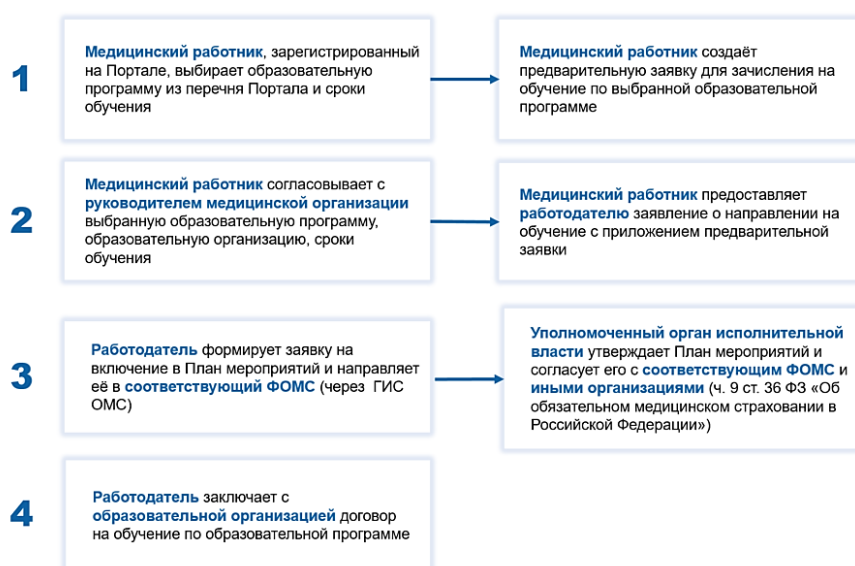 1
Медицинский работник, зарегистрированный
на Портале, выбирает образовательную
программу из перечня Портала и сроки
обучения
Медицинский работник создаёт
предварительную заявку для зачисления на
обучение по выбранной образовательной
программе
2
Медицинский работник согласовывает с
руководителем медицинской организации
выбранную образовательную программу,
образовательную организацию, сроки
обучения
Медицинский работник предоставляет
работодателю заявление о направлении на
обучение с приложением предварительной
заявки
3
Работодатель формирует заявку на
включение в План мероприятий и направляет
её в соответствующий ФОМС (через ГИС
ОМС)
Уполномоченный орган исполнительной
власти утверждает План мероприятий и
согласует его с соответствующим ФОМС и
иными организациями (ч. 9 ст. 36 ФЗ «Об
обязательном медицинском страховании в
Российской Федерации»)
4
Работодатель заключает с
образовательной организацией договор
на обучение по образовательной программе